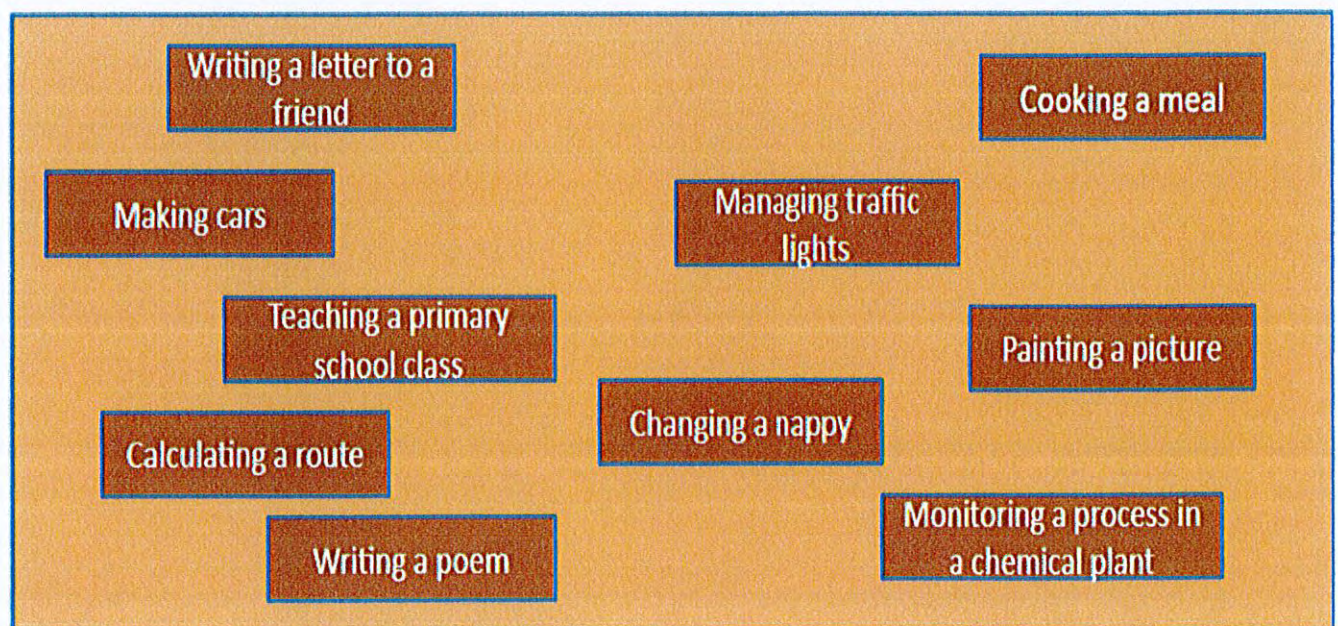 Writing a letter to a
friend
Cooking a meal
Making cars
Managing traffic
lights
Teaching a primary
school class
Painting a picture
Changing a nappy
Calculating a route
Monitoring a process in
a chemical plant
Writing a poem